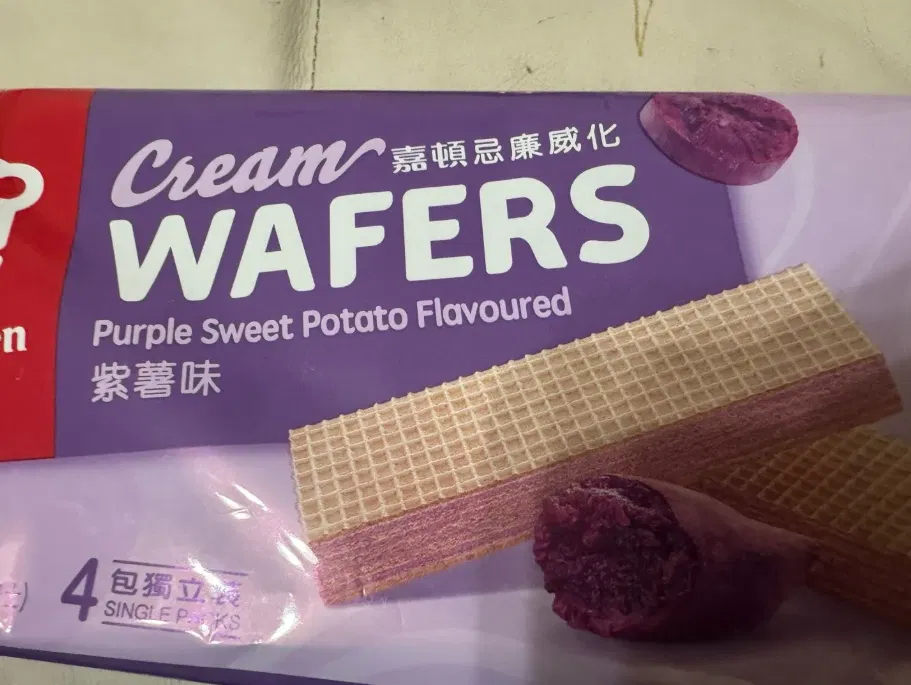 Cream 嘉頓忌廉威化
WAFERS
Purple Sweet Potato Flavoured
紫薯味
en
4 包獨立裝
SINGLE PACKS